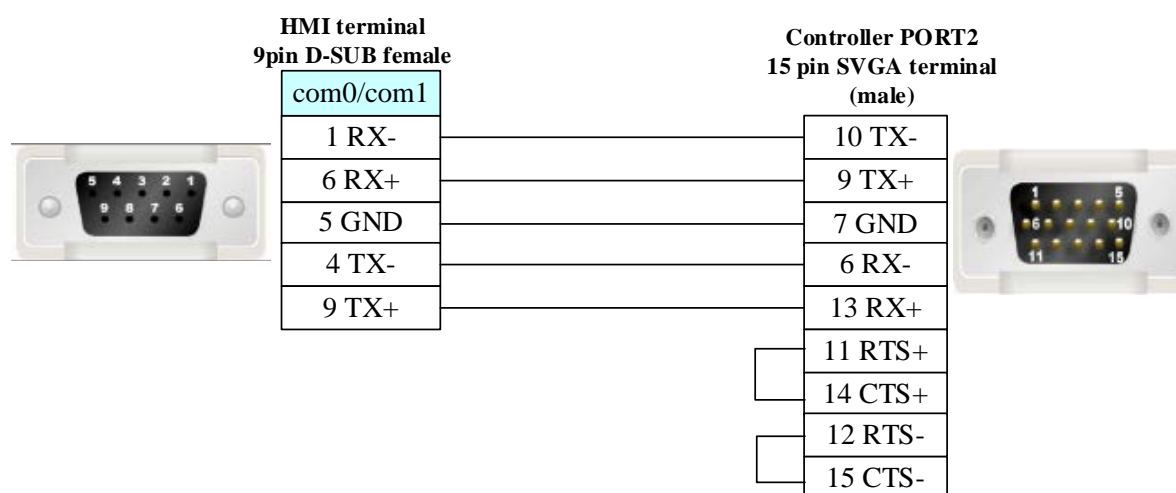 HMI terminal
9pin D-SUB female
Controller PORT2
15 pin SVGA terminal
(male)
com0/com1
1 RX-
10 TX-
6 RX+
9 TX+
5 GND
7 GND
4 TX-
6 RX-
9 TX+
13 RX+
11 RTS+
14 CTS+
12 RTS-
15 CTS-
5 4 3 2 1
9 8 7 6
1 5
6 10
11 15